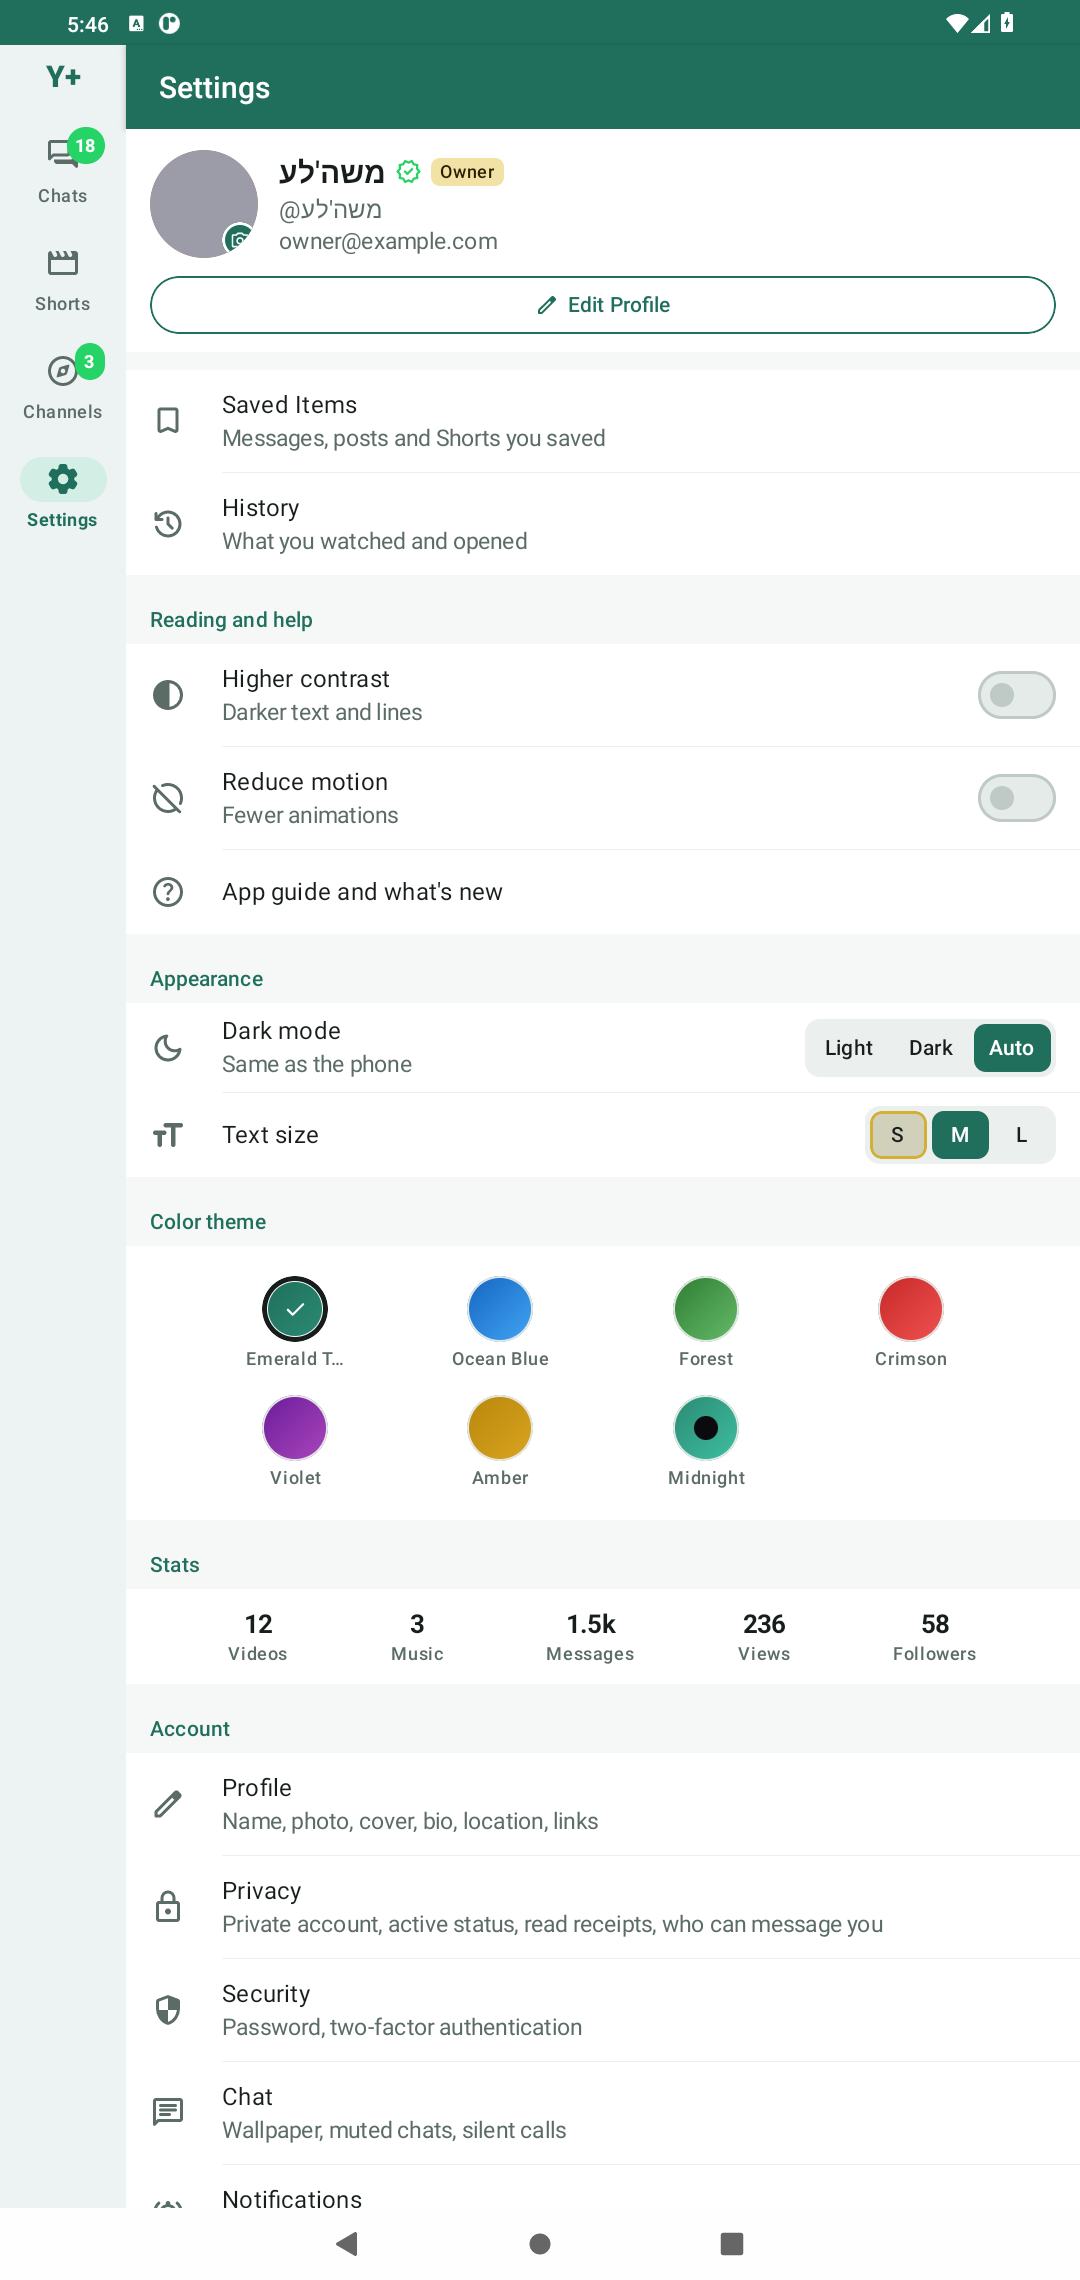 5:46
Y+
Settings
18
Chats
Shorts
3
Channels
Settings
משה'לע
Owner
@משה'לע
owner@example.com
Edit Profile
Saved Items
Messages, posts and Shorts you saved
History
What you watched and opened
Reading and help
Higher contrast
Darker text and lines
Reduce motion
Fewer animations
App guide and what's new
Appearance
Dark mode
Same as the phone
Light Dark Auto
Text size
S M L
Color theme
Emerald T... Ocean Blue Forest Crimson
Violet Amber Midnight
Stats
12 3 1.5k 236 58
Videos Music Messages Views Followers
Account
Profile
Name, photo, cover, bio, location, links
Privacy
Private account, active status, read receipts, who can message you
Security
Password, two-factor authentication
Chat
Wallpaper, muted chats, silent calls
Notifications